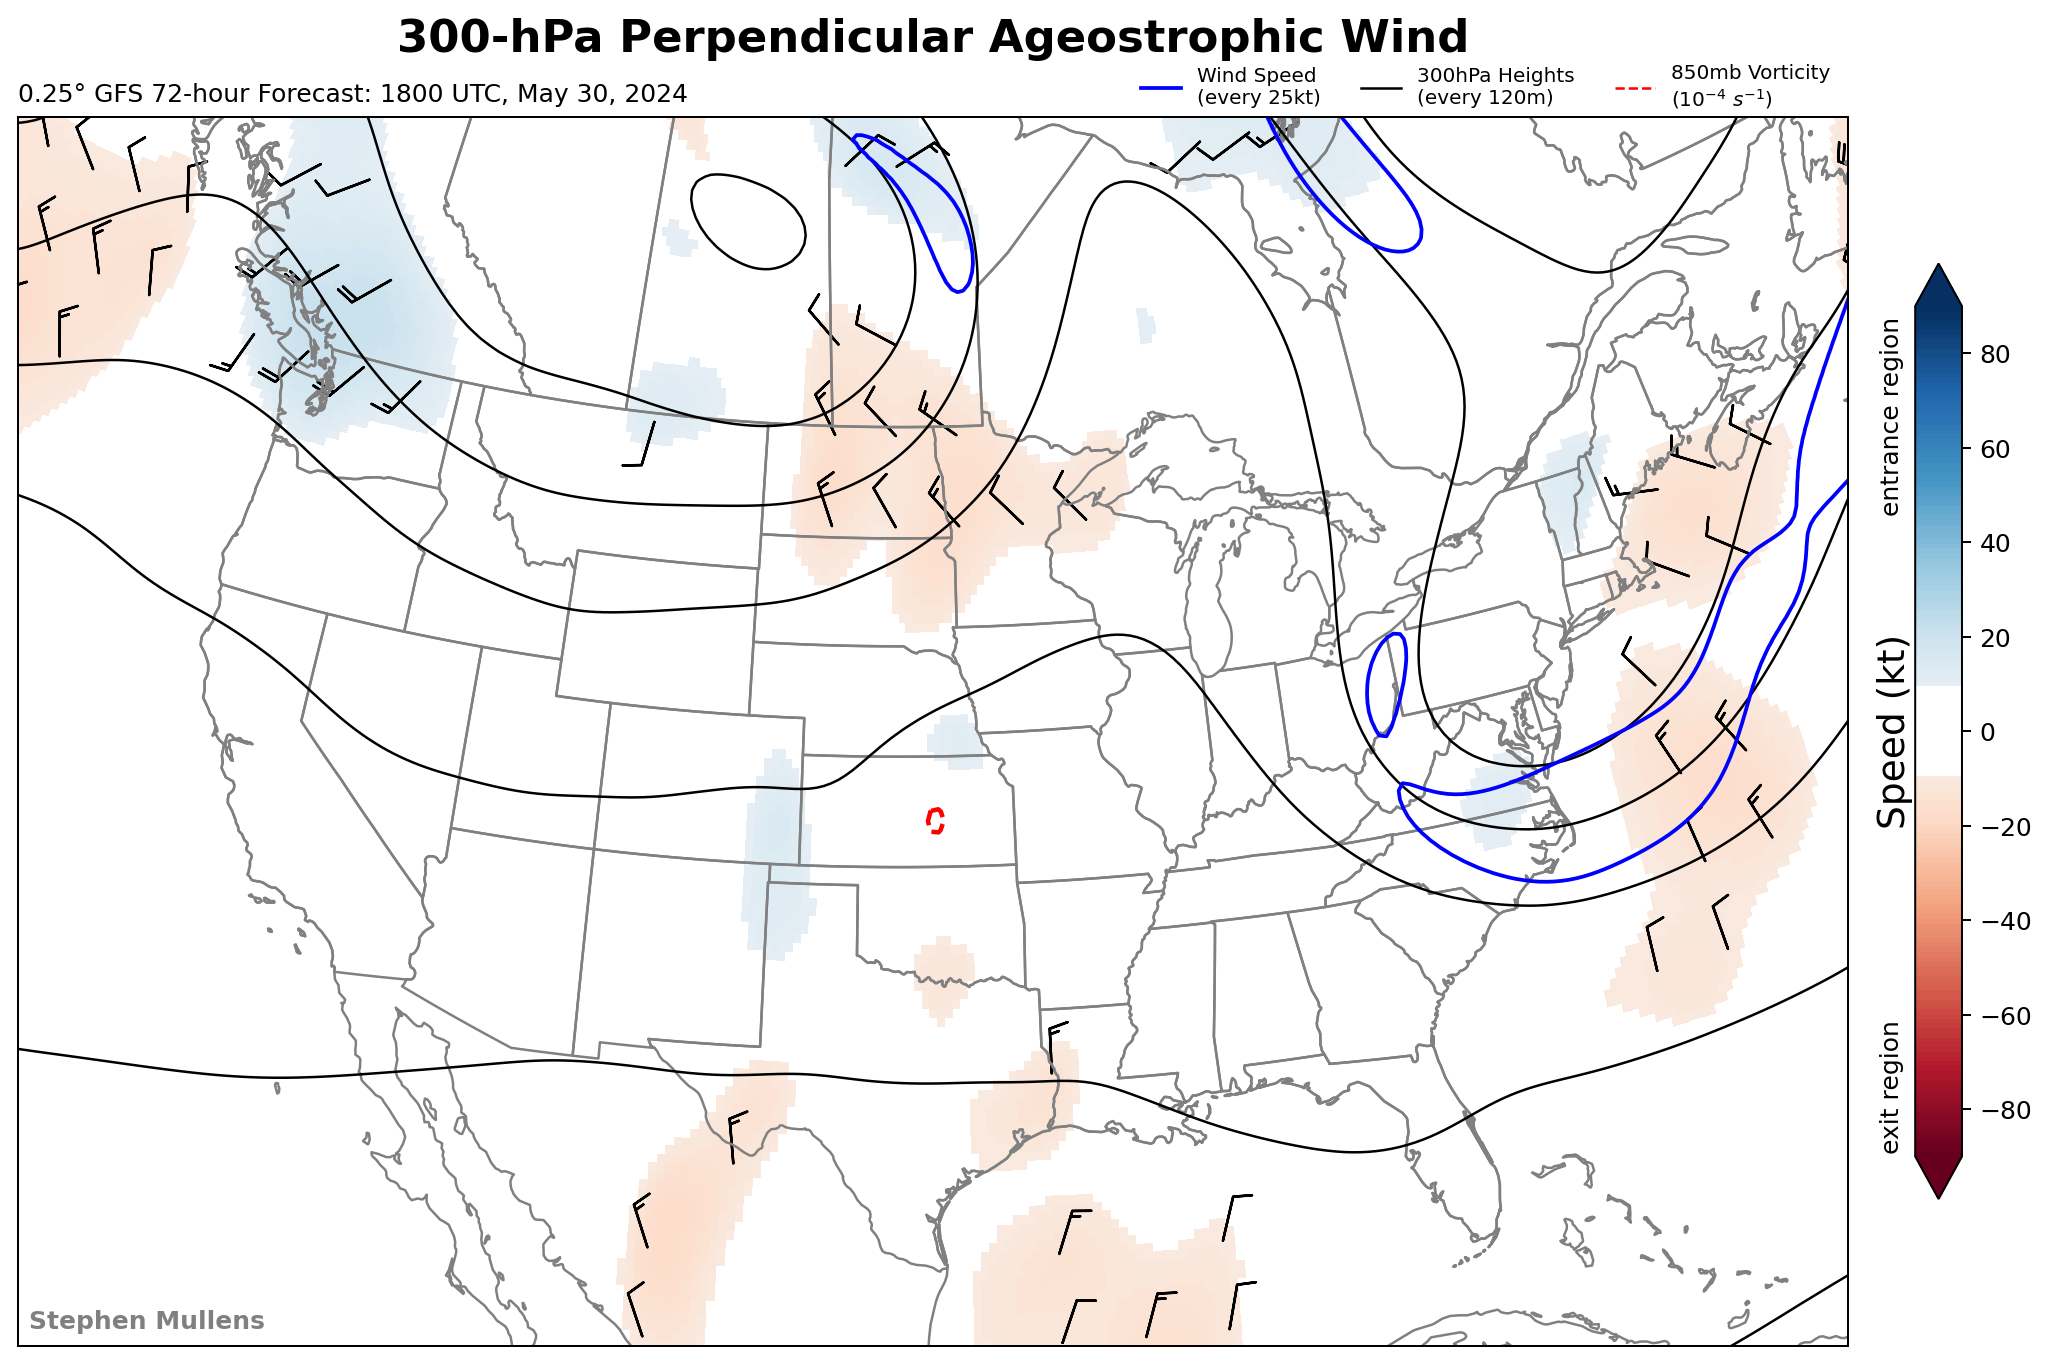 300-hPa Perpendicular Ageostrophic Wind
0.25° GFS 72-hour Forecast: 1800 UTC, May 30, 2024
Wind Speed
(every 25kt)
300hPa Heights
(every 120m)
850mb Vorticity
(10⁻⁴ s⁻¹)
entrance region
Speed (kt)
exit region
80
60
40
20
0
−20
−40
−60
−80
Stephen Mullens